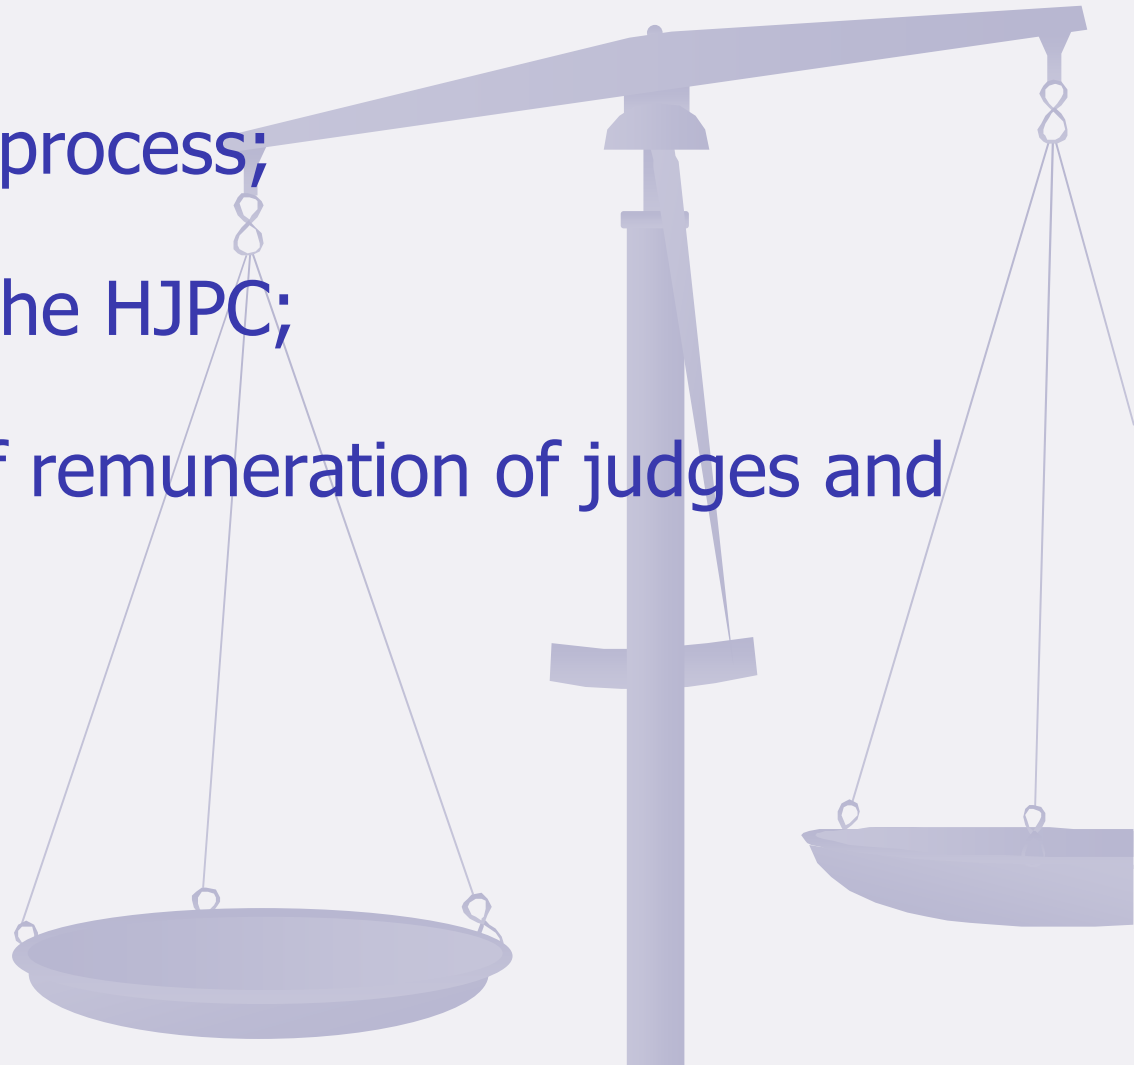 process;
he HJPC;
f remuneration of judges and